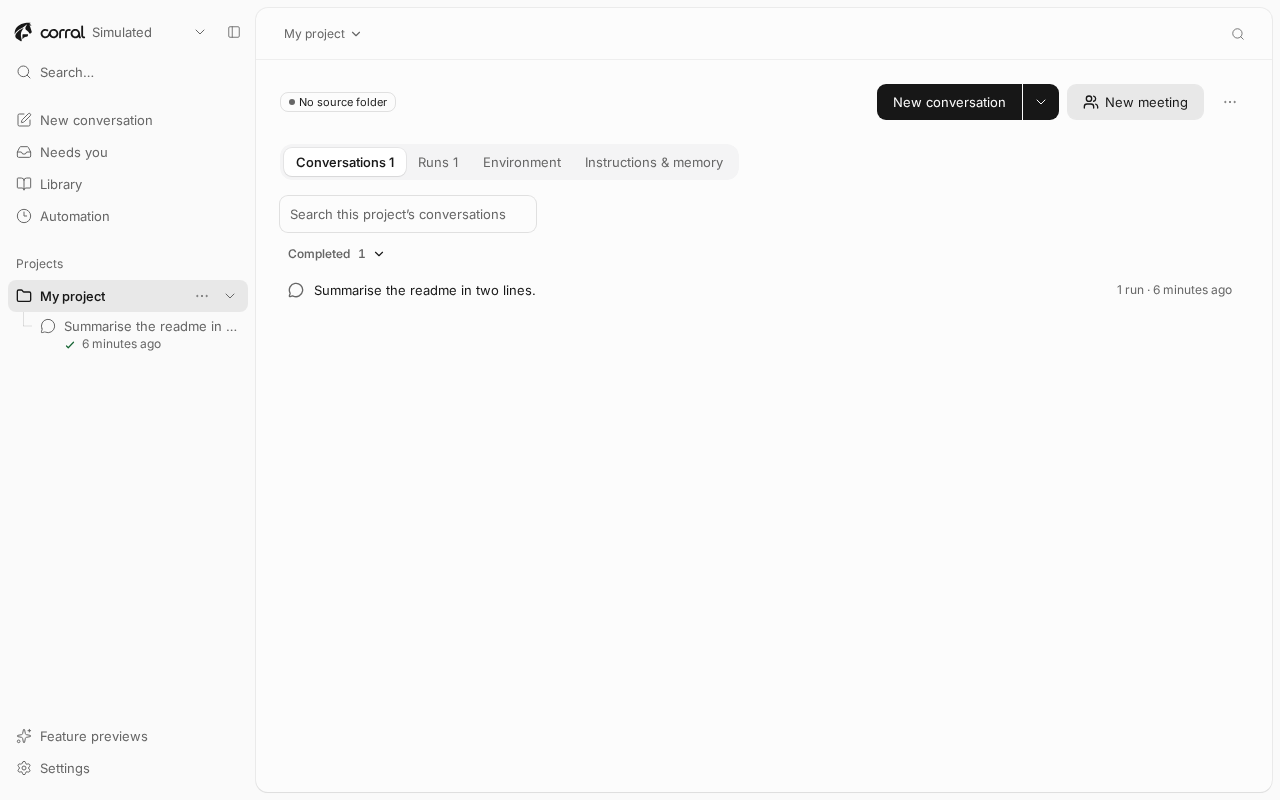 corral Simulated
Search...
New conversation
Needs you
Library
Automation
Projects
My project
Summarise the readme in ...
6 minutes ago
Feature previews
Settings
My project
No source folder
New conversation
New meeting
Conversations 1
Runs 1
Environment
Instructions & memory
Search this project's conversations
Completed 1
Summarise the readme in two lines.
1 run · 6 minutes ago